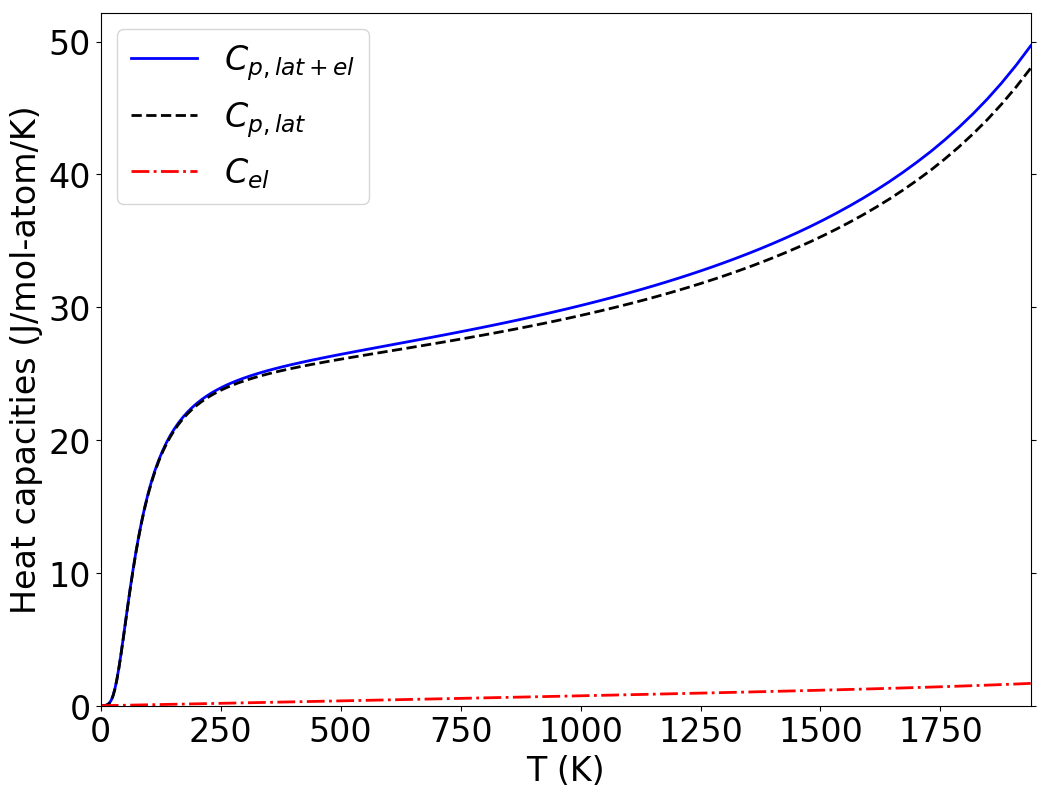 Heat capacities (J/mol-atom/K)
50
40
30
20
10
0
C_{p, lat + el}
C_{p, lat}
C_{el}
0 250 500 750 1000 1250 1500 1750
T (K)